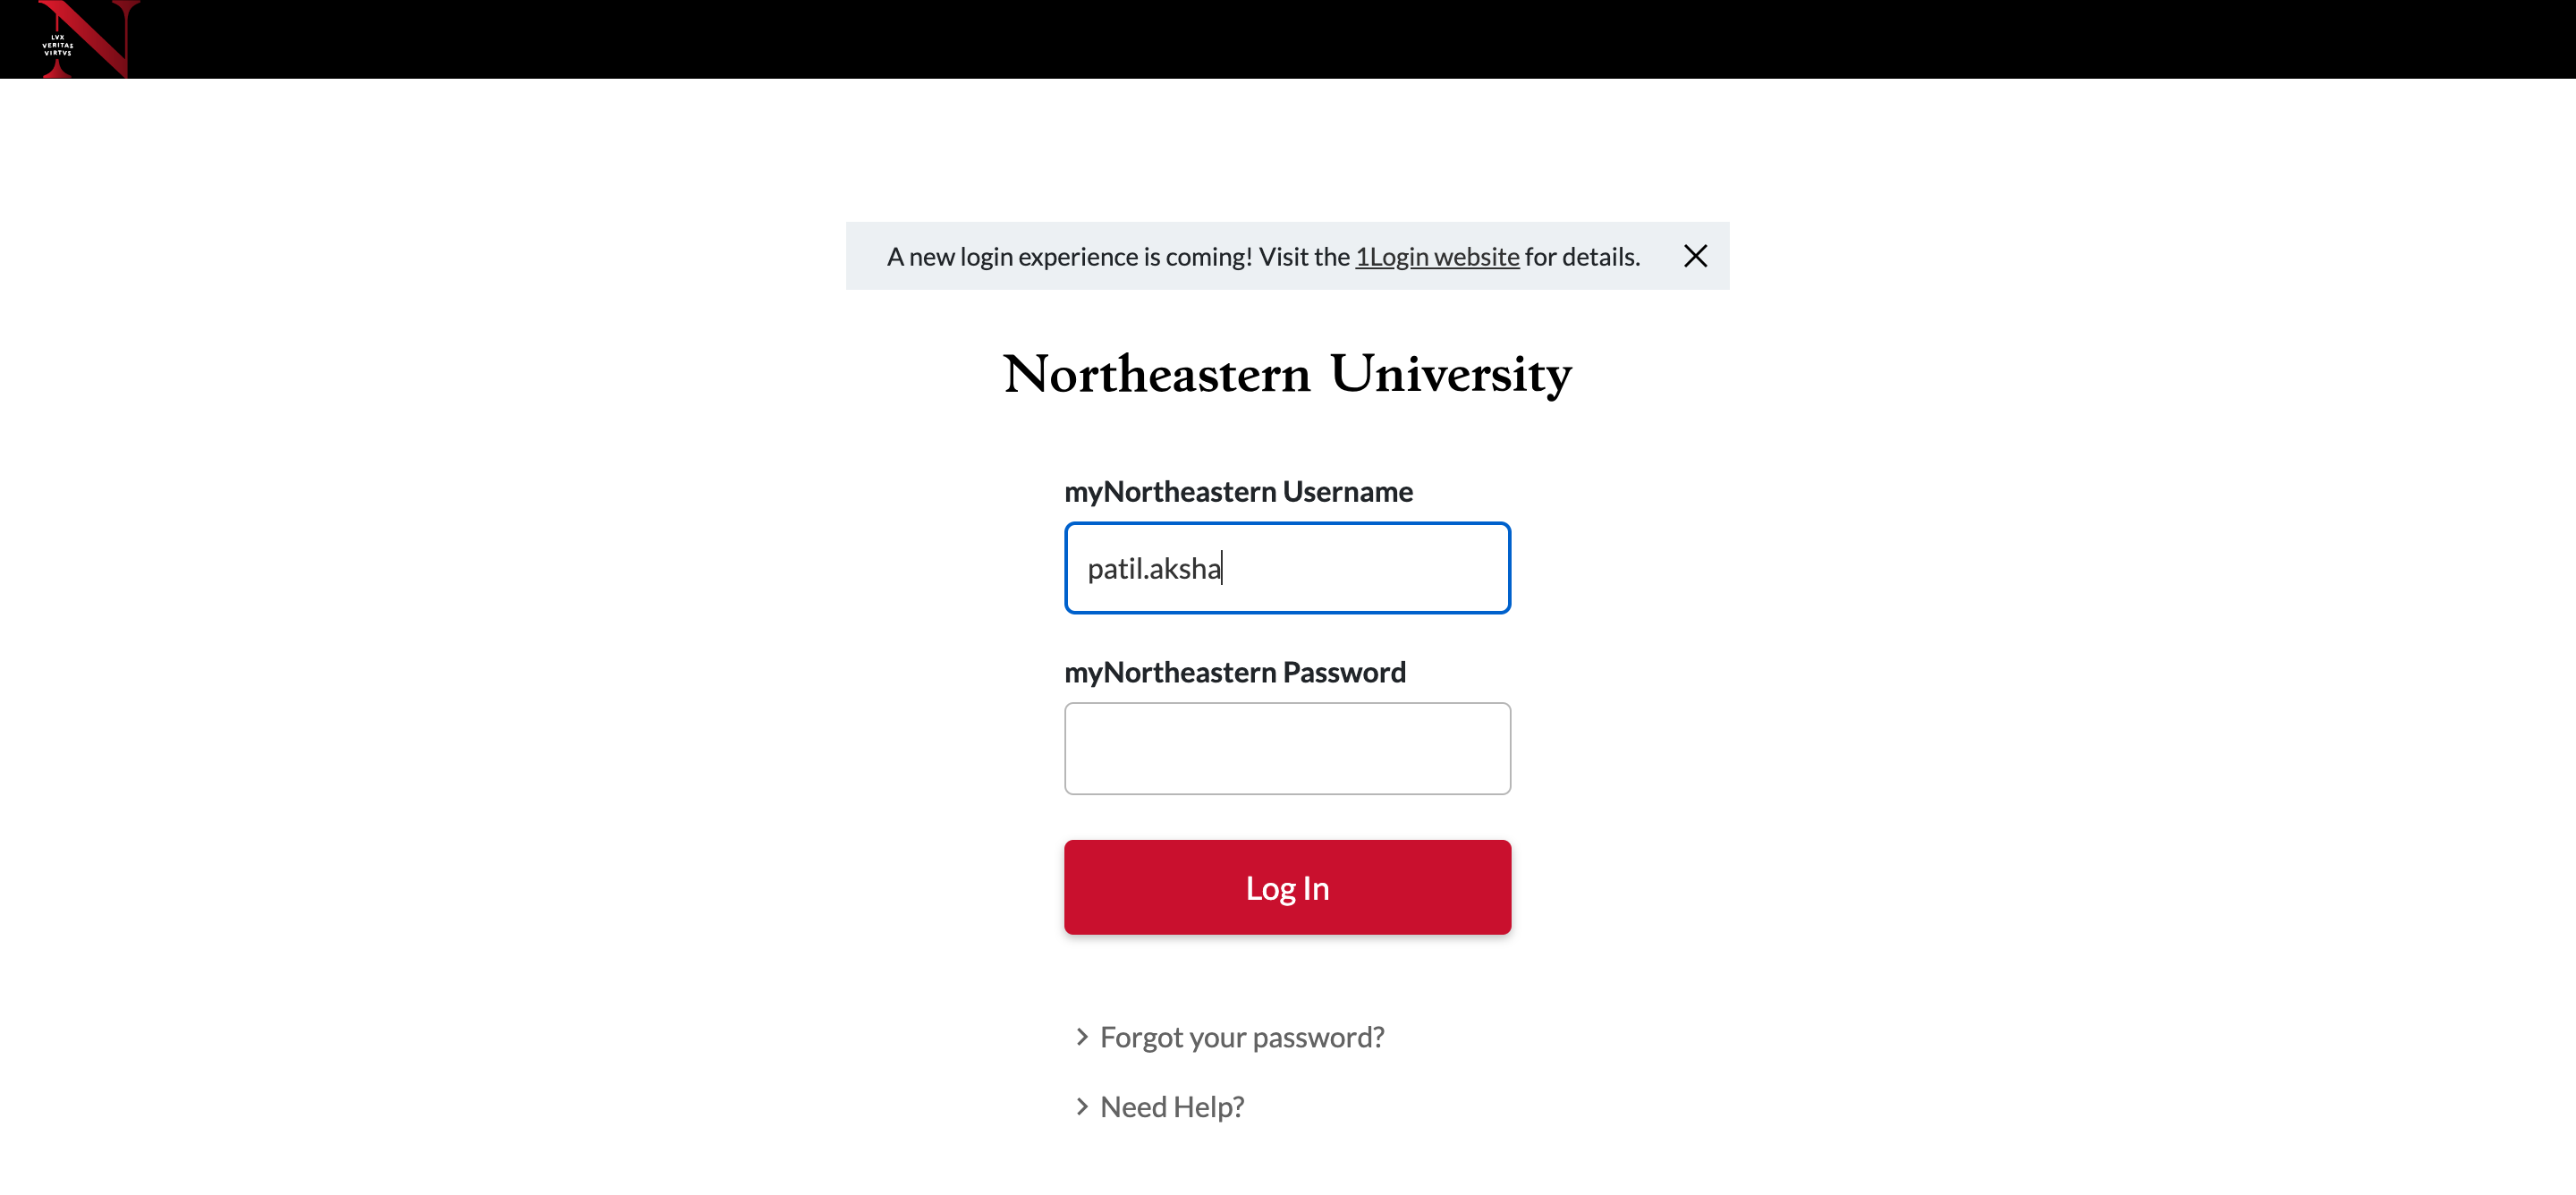 LVX
VERITAS
VIRTVS
A new login experience is coming! Visit the 1Login website for details.
Northeastern University
myNortheastern Username
patil.aksha
myNortheastern Password
Log In
Forgot your password?
Need Help?